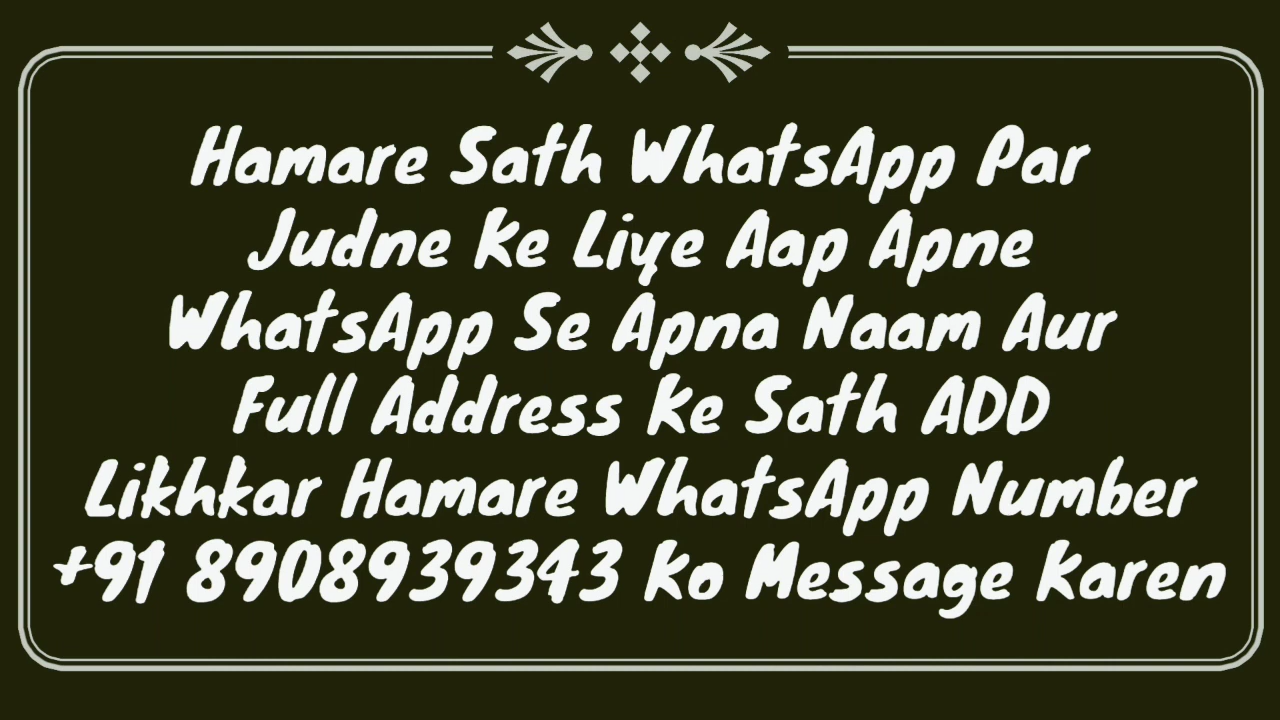 Hamare Sath WhatsApp Par
Judne Ke Liye Aap Apne
WhatsApp Se Apna Naam Aur
Full Address Ke Sath ADD
Likhkar Hamare WhatsApp Number
+91 8908939343 Ko Message Karen